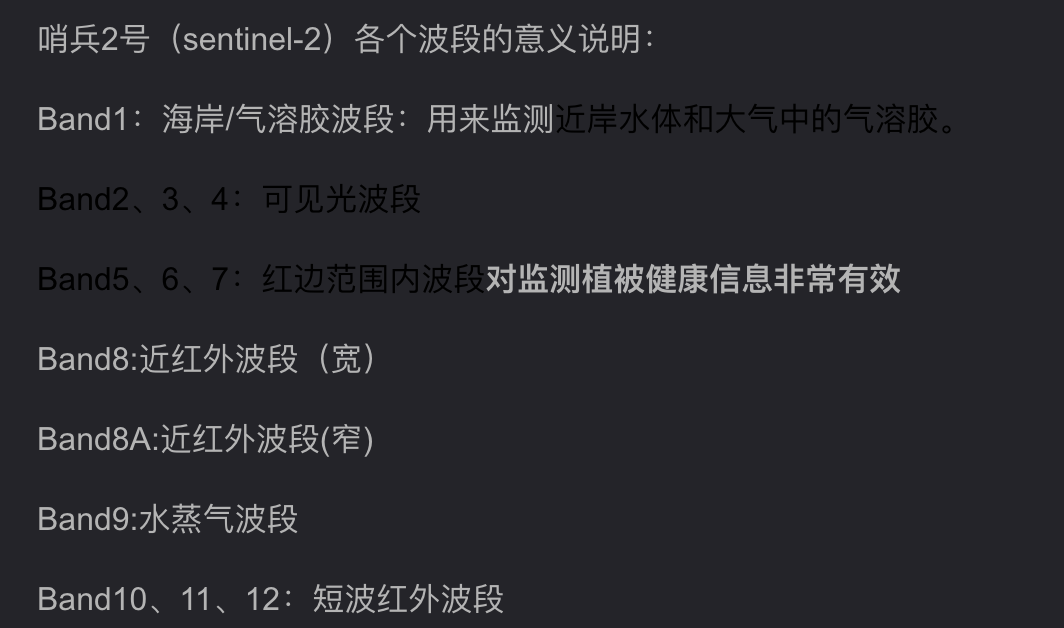 哨兵2号（sentinel-2）各个波段的意义说明：
Band1：海岸/气溶胶波段：用来监测近岸水体和大气中的气溶胶。
Band2、3、4：可见光波段
Band5、6、7：红边范围内波段对监测植被健康信息非常有效
Band8:近红外波段（宽）
Band8A:近红外波段(窄)
Band9:水蒸气波段
Band10、11、12：短波红外波段